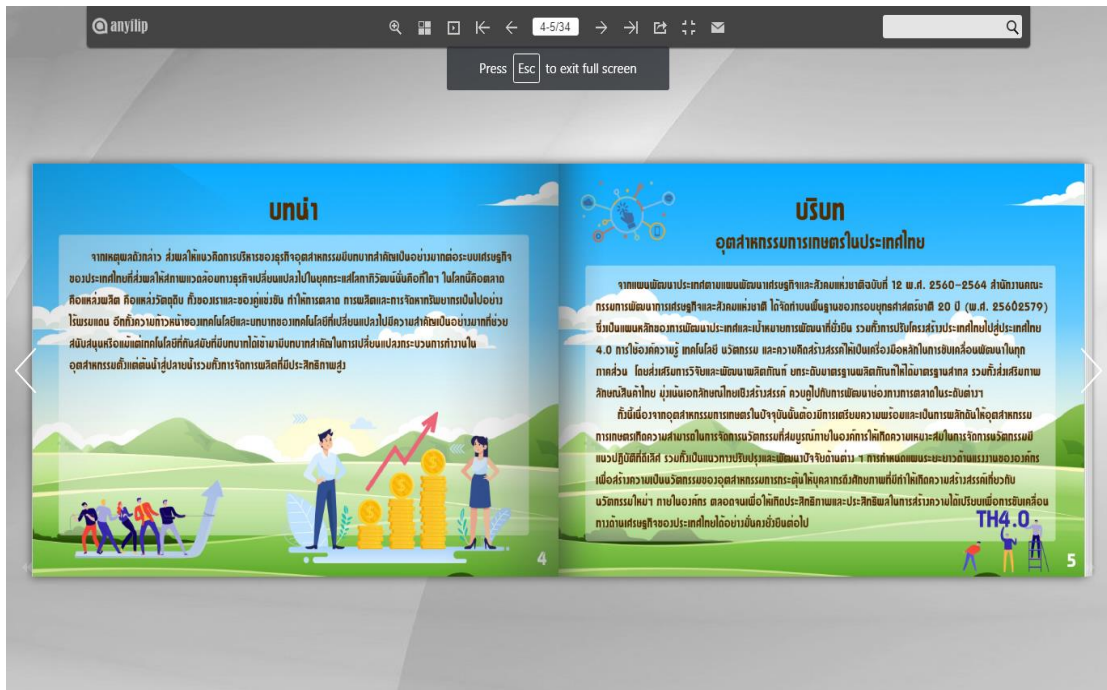 anyflip
4-5/34
Press Esc to exit full screen
บทนำ
จากเหตุผลดังกล่าว ส่งผลให้แนวคิดการบริหารของธุรกิจอุตสาหกรรมมีบทบาทสำคัญเป็นอย่างมากต่อระบบเศรษฐกิจ
ของประเทศไทยที่ส่งผลให้สภาพแวดล้อมทางธุรกิจเปลี่ยนแปลงไปในยุคกระแสโลกาภิวัฒน์นั่นคือที่ใดๆ ในโลกนี้คือตลาด
คือแหล่งผลิต คือแหล่งวัตถุดิบ ทั้งของเราและของคู่แข่งขัน ทำให้การตลาด การผลิตและการจัดหาทรัพยากรเป็นไปอย่าง
ไร้พรมแดน อีกทั้งความก้าวหน้าของเทคโนโลยีและบทบาทของเทคโนโลยีที่เปลี่ยนแปลงไปมีความสำคัญเป็นอย่างมากที่ช่วย
สนับสนุนหรือแม้แต่เทคโนโลยีที่ทันสมัยที่มีบทบาทได้เข้ามามีบทบาทสำคัญในการเปลี่ยนแปลงกระบวนการทำงานใน
อุตสาหกรรมตั้งแต่ต้นน้ำสู่ปลายน้ำรวมทั้งการจัดการผลิตที่มีประสิทธิภาพสูง
4
บริบท
อุตสาหกรรมการเกษตรในประเทศไทย
จากแผนพัฒนาประเทศตามแผนพัฒนาเศรษฐกิจและสังคมแห่งชาติฉบับที่ 12 พ.ศ. 2560-2564 สำนักงานคณะ
กรรมการพัฒนาการเศรษฐกิจและสังคมแห่งชาติ ได้จัดทำบนพื้นฐานของกรอบยุทธศาสตร์ชาติ 20 ปี (พ.ศ. 25602579)
ซึ่งเป็นแผนหลักของการพัฒนาประเทศและเป้าหมายการพัฒนาที่ยั่งยืน รวมทั้งการปรับโครงสร้างประเทศไทยไปสู่ประเทศไทย
4.0 การใช้องค์ความรู้ เทคโนโลยี นวัตกรรม และความคิดสร้างสรรค์ให้เป็นเครื่องมือหลักในการขับเคลื่อนพัฒนาในทุก
ภาคส่วน โดยส่งเสริมการวิจัยและพัฒนาผลิตภัณฑ์ ยกระดับมาตรฐานผลิตภัณฑ์ให้ได้มาตรฐานสากล รวมทั้งส่งเสริมภาพ
ลักษณ์สินค้าไทย มุ่งเน้นเอกลักษณ์ไทยเชิงสร้างสรรค์ ควบคู่ไปกับการพัฒนาช่องทางการตลาดในระดับต่างๆ
ทั้งนี้เนื่องจากอุตสาหกรรมการเกษตรในปัจจุบันนั้นต้องมีการเตรียมความพร้อมและเป็นการผลักดันให้อุตสาหกรรม
การเกษตรเกิดความสามารถในการจัดการนวัตกรรมที่สมบูรณ์ภายในองค์การให้เกิดความเหมาะสมในการจัดการนวัตกรรมมี
แนวปฏิบัติที่ดีเลิศ รวมทั้งเป็นแนวทางปรับปรุงและพัฒนาปัจจัยด้านต่าง ๆ การกำหนดแผนระยะยาวด้านแรงงานขององค์กร
เพื่อสร้างความเป็นนวัตกรรมของอุตสาหกรรมการกระตุ้นให้บุคลากรดึงศักยภาพที่มีทำให้เกิดความสร้างสรรค์เกี่ยวกับ
นวัตกรรมใหม่ๆ ภายในองค์กร ตลอดจนเพื่อให้เกิดประสิทธิภาพและประสิทธิผลในการสร้างความได้เปรียบเพื่อการขับเคลื่อน
ทางด้านเศรษฐกิจของประเทศไทยได้อย่างมั่นคงยั่งยืนต่อไป
TH4.0
5